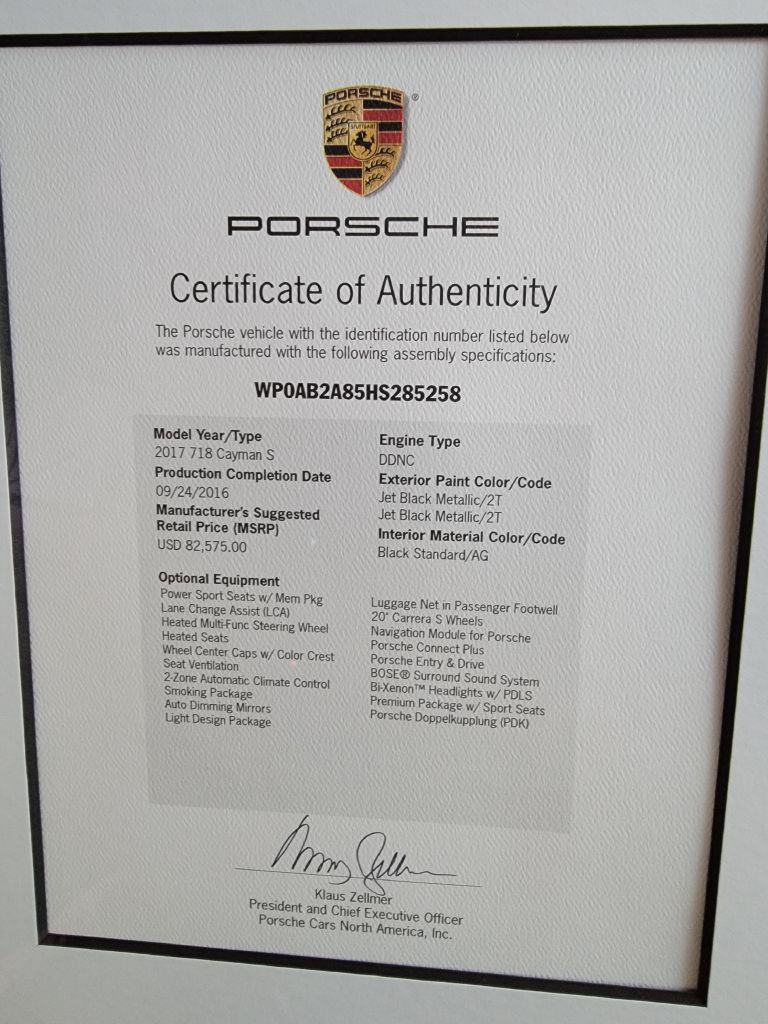 PORSCHE ®
STUTTGART
PORSCHE
Certificate of Authenticity
The Porsche vehicle with the identification number listed below
was manufactured with the following assembly specifications:
WP0AB2A85HS285258
Model Year/Type
2017 718 Cayman S
Production Completion Date
09/24/2016
Manufacturer's Suggested
Retail Price (MSRP)
USD 82,575.00
Engine Type
DDNC
Exterior Paint Color/Code
Jet Black Metallic/2T
Jet Black Metallic/2T
Interior Material Color/Code
Black Standard/AG
Optional Equipment
Power Sport Seats w/ Mem Pkg
Lane Change Assist (LCA)
Heated Multi-Func Steering Wheel
Heated Seats
Wheel Center Caps w/ Color Crest
Seat Ventilation
2-Zone Automatic Climate Control
Smoking Package
Auto Dimming Mirrors
Light Design Package
Luggage Net in Passenger Footwell
20" Carrera S Wheels
Navigation Module for Porsche
Porsche Connect Plus
Porsche Entry & Drive
BOSE® Surround Sound System
Bi-Xenon™ Headlights w/ PDLS
Premium Package w/ Sport Seats
Porsche Doppelkupplung (PDK)
Klaus Zellmer
President and Chief Executive Officer
Porsche Cars North America, Inc.